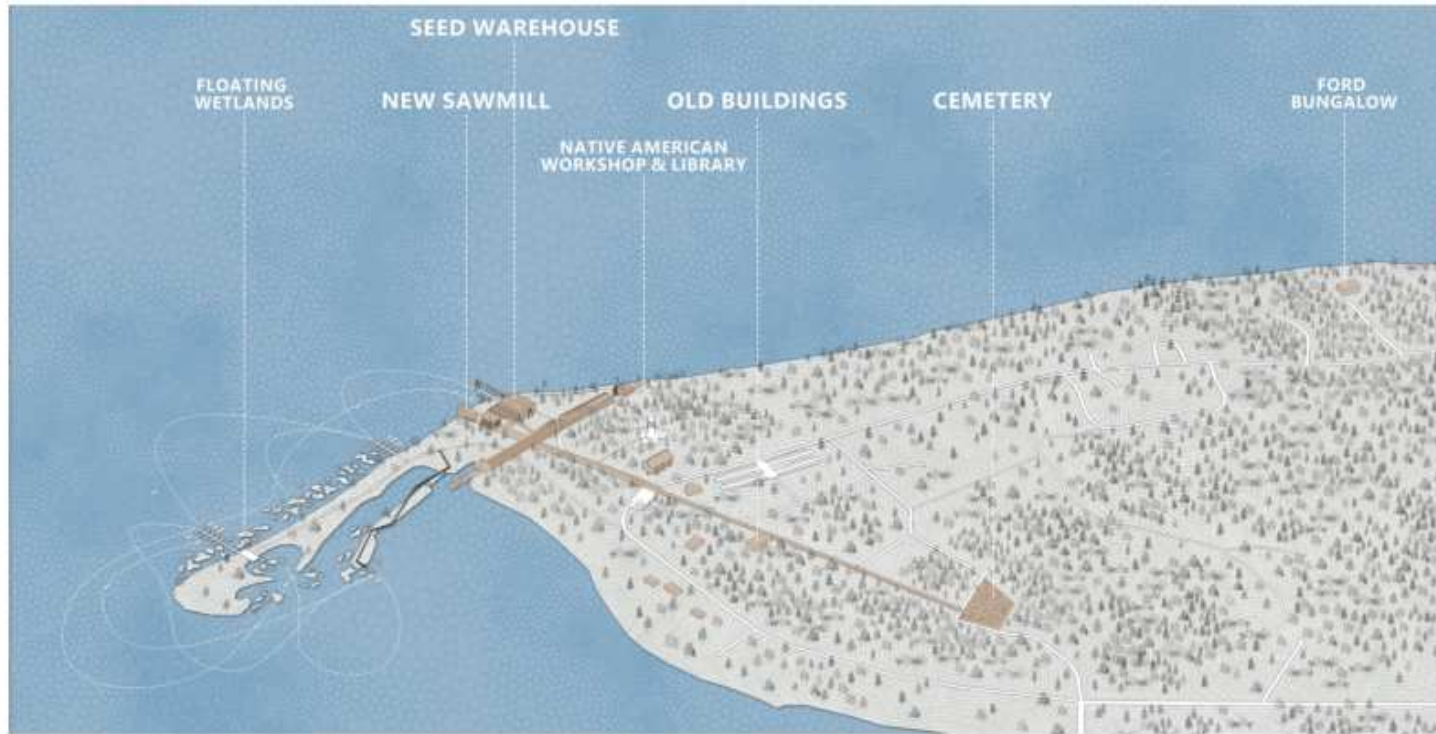 SEED WAREHOUSE
FLOATING
WETLANDS
NEW SAWMILL
OLD BUILDINGS
CEMETERY
FORD
BUNGALOW
NATIVE AMERICAN
WORKSHOP & LIBRARY